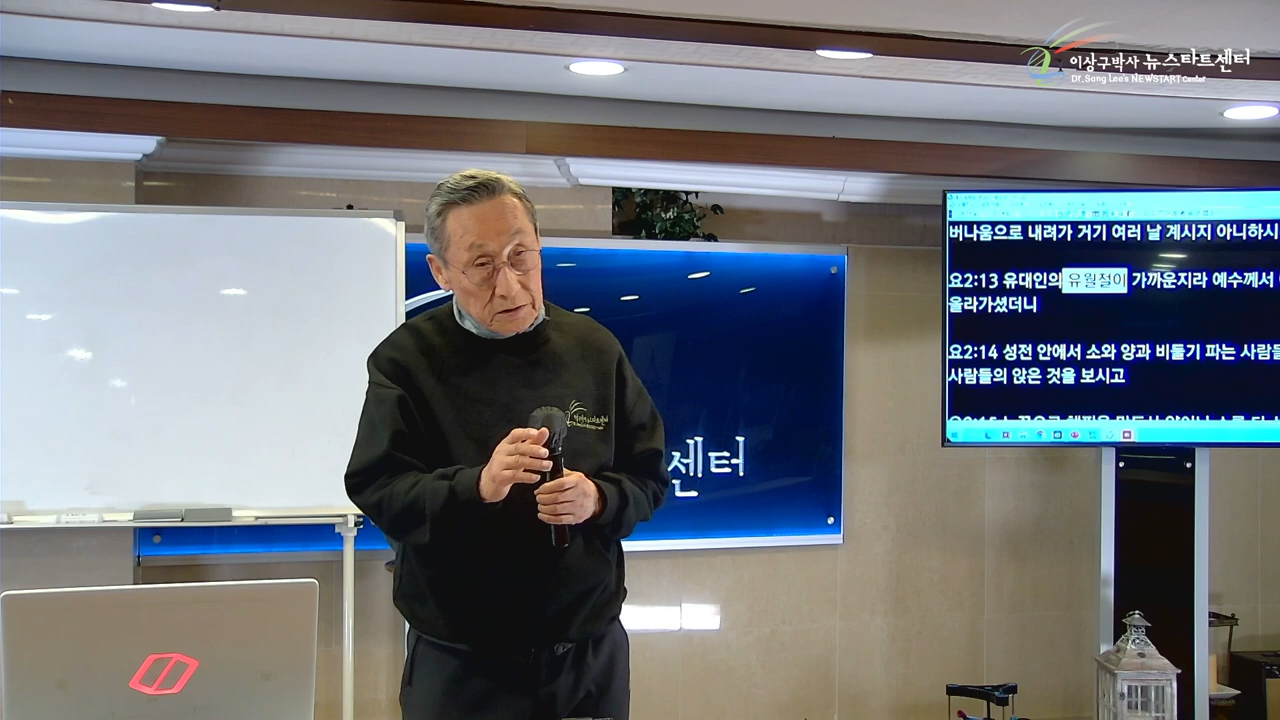 이상구박사 뉴스타트센터
Dr. Sang Lee's NEWSTART Center
버나움으로 내려가 거기 여러 날 계시지 아니하시
요2:13 유대인의 유월절이 가까운지라 예수께서
올라가셨더니
요2:14 성전 안에서 소와 양과 비둘기 파는 사람들
사람들의 앉은 것을 보시고
센터